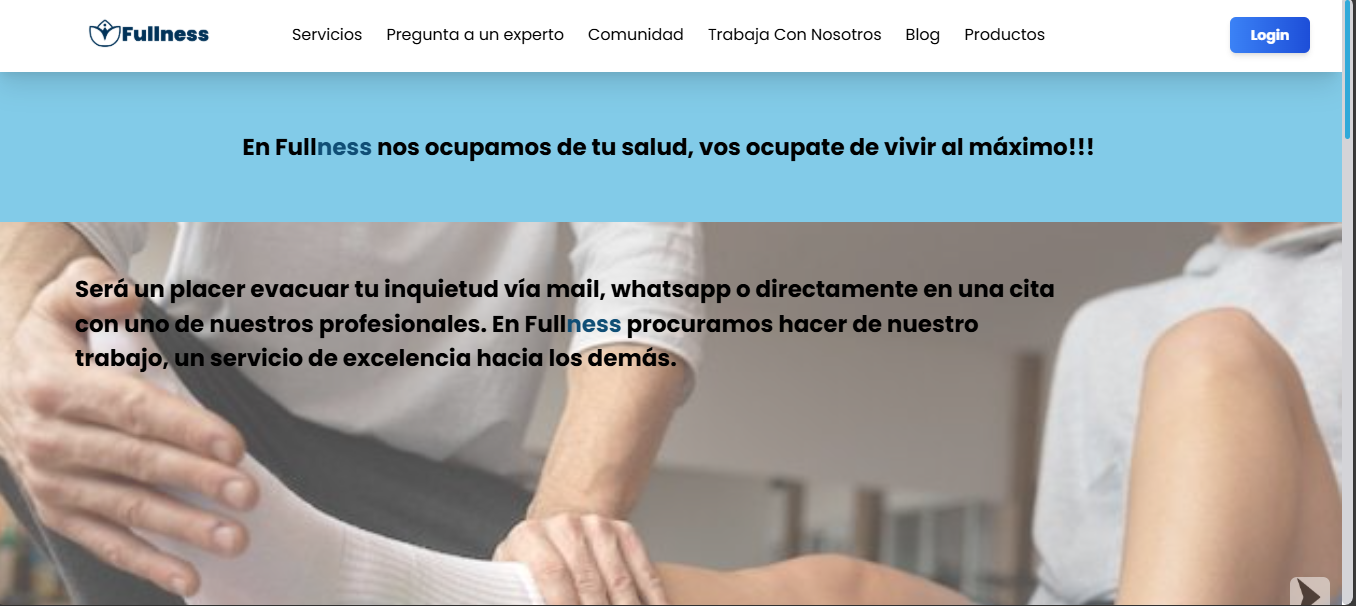 Fullness
Servicios Pregunta a un experto Comunidad Trabaja Con Nosotros Blog Productos
Login
En Fullness nos ocupamos de tu salud, vos ocupate de vivir al máximo!!!
Será un placer evacuar tu inquietud vía mail, whatsapp o directamente en una cita
con uno de nuestros profesionales. En Fullness procuramos hacer de nuestro
trabajo, un servicio de excelencia hacia los demás.